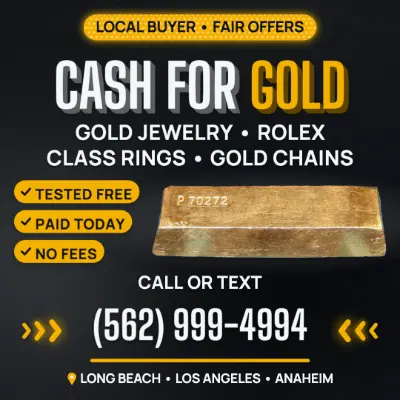 LOCAL BUYER • FAIR OFFERS
CASH FOR GOLD
GOLD JEWELRY • ROLEX
CLASS RINGS • GOLD CHAINS
TESTED FREE
PAID TODAY
NO FEES
P 70272
CALL OR TEXT
(562) 999-4994
LONG BEACH • LOS ANGELES • ANAHEIM